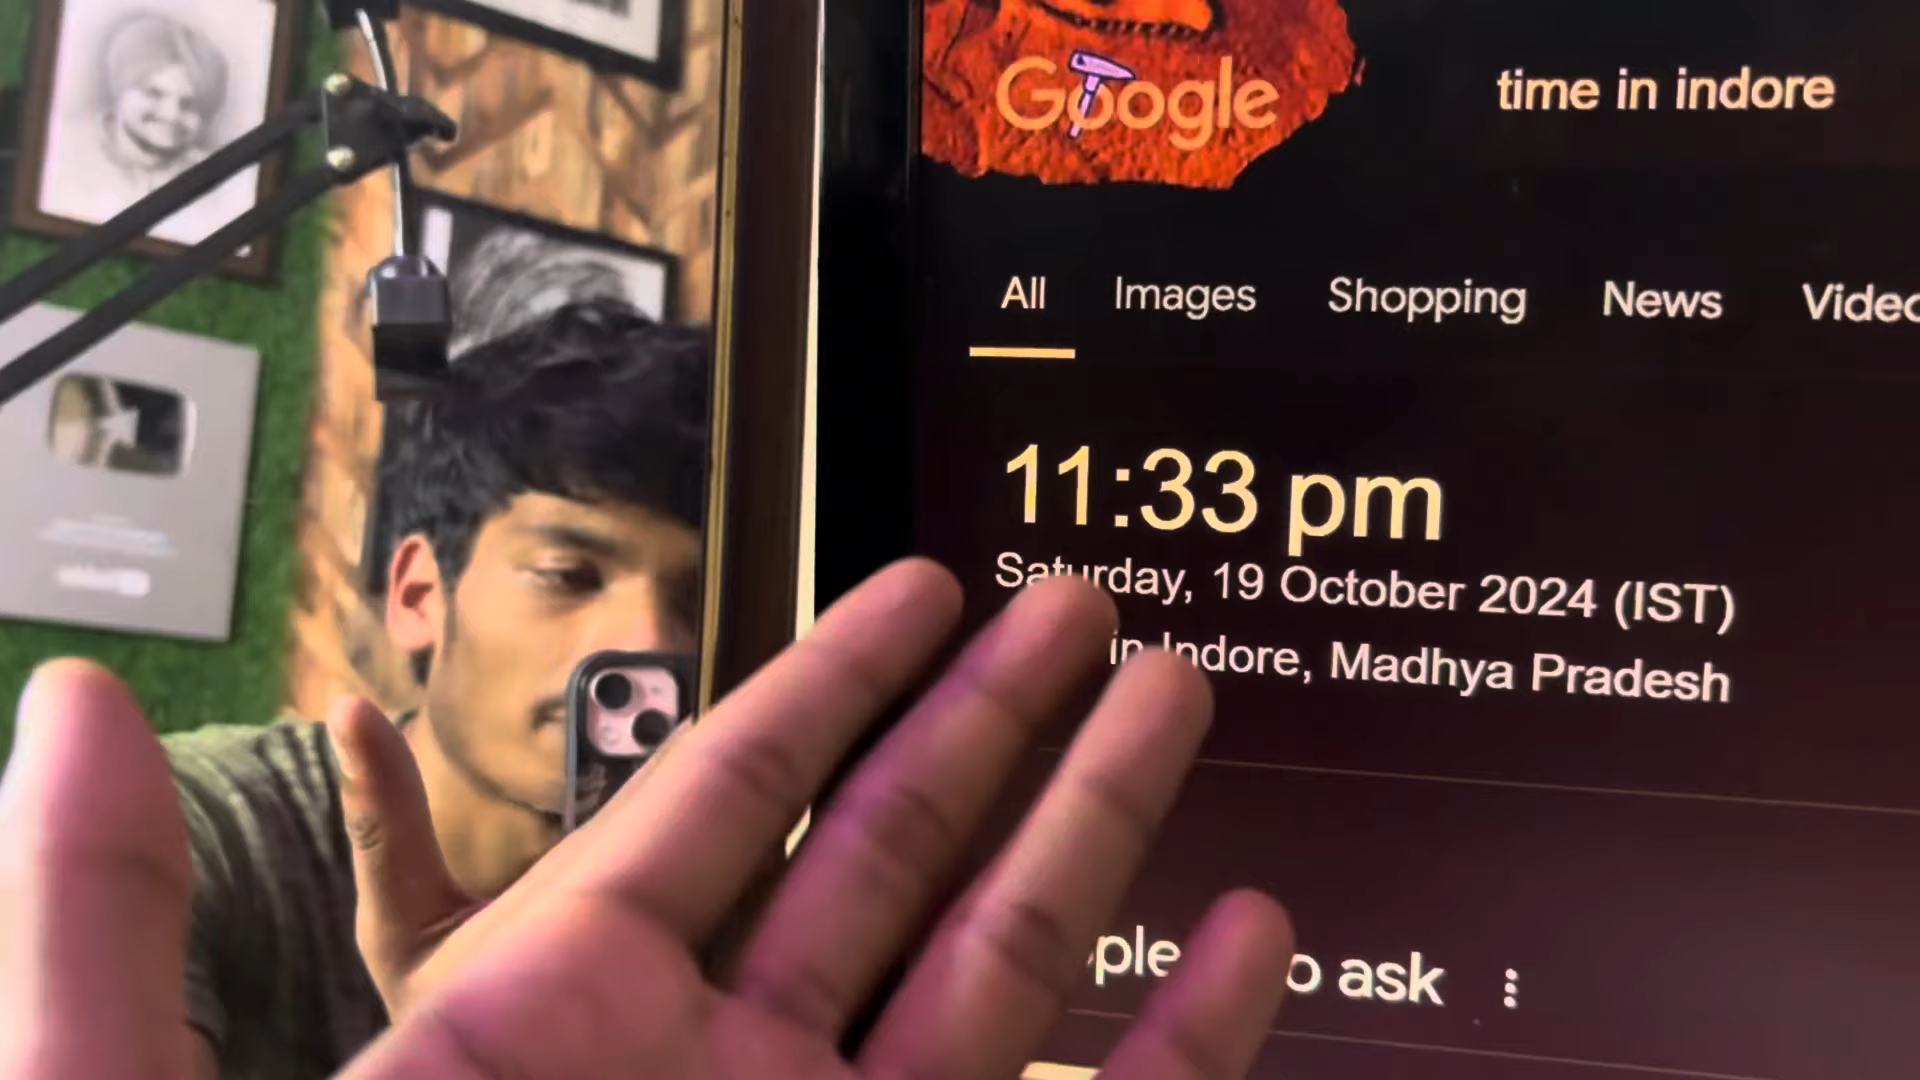 Google
time in indore
All Images Shopping News
11:33 pm
Saturday, 19 October 2024 (IST)
in Indore, Madhya Pradesh
ask